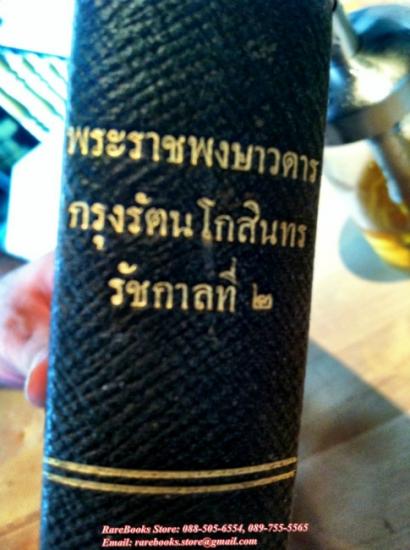 พระราชพงษาวดาร
กรุงรัตนโกสินทร
รัชกาลที่ ๒
RareBooks Store: 088-505-6554, 089-755-5565
Email: rarebooks.store@gmail.com